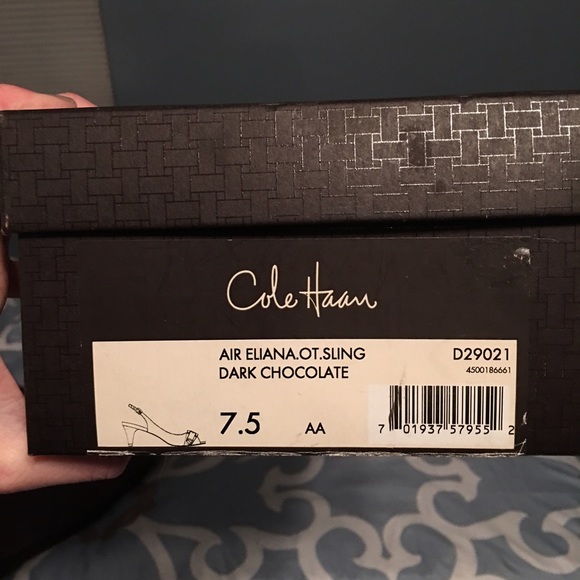 Cole Haan
AIR ELIANA.OT.SLING D29021
DARK CHOCOLATE 4500186661
7.5 AA
7 01937 57955 2